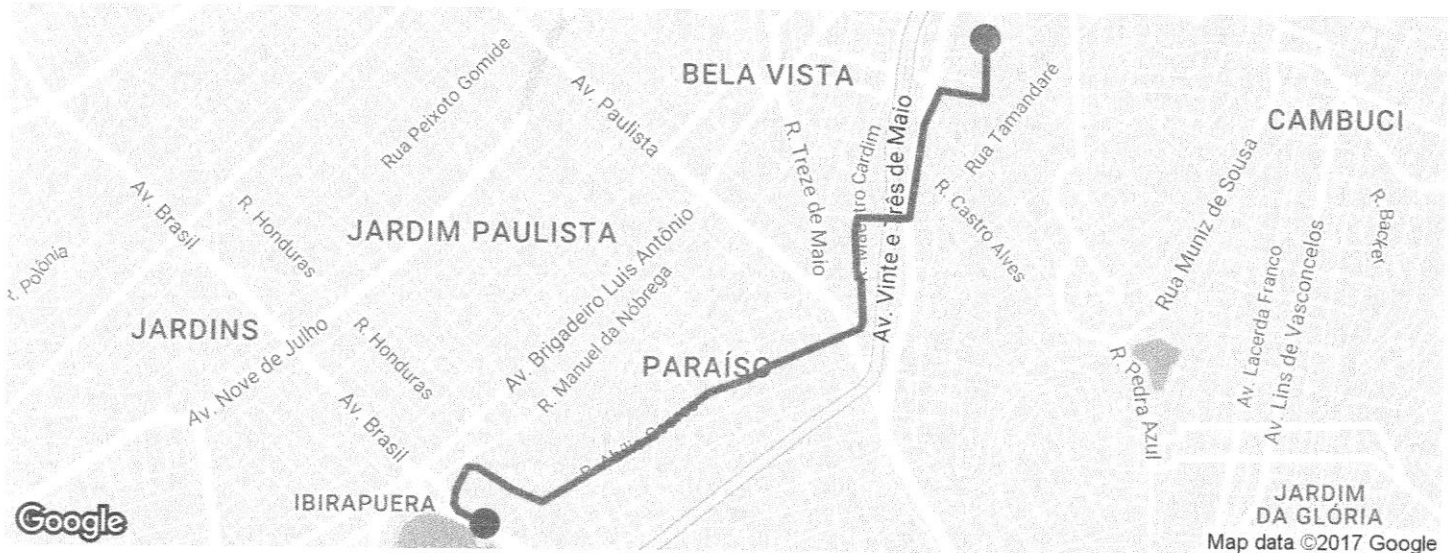 BELA VISTA
CAMBUCI
Rua Peixoto Gomide
Av. Paulista
R. Treze de Maio
R. Maestro Cardim
Av. Vinte e Três de Maio
Rua Tamandaré
R. Castro Alves
Rua Muniz de Sousa
R. Backer
Av. Brasil
R. Honduras
JARDIM PAULISTA
R. Polônia
JARDINS
Av. Nove de Julho
R. Honduras
Av. Brigadeiro Luís Antônio
R. Manuel da Nóbrega
PARAÍSO
Av. Brasil
R. Pedra Azul
Av. Lacerda Franco
Av. Lins de Vasconcelos
IBIRAPUERA
JARDIM
DA GLÓRIA
Google
Map data ©2017 Google